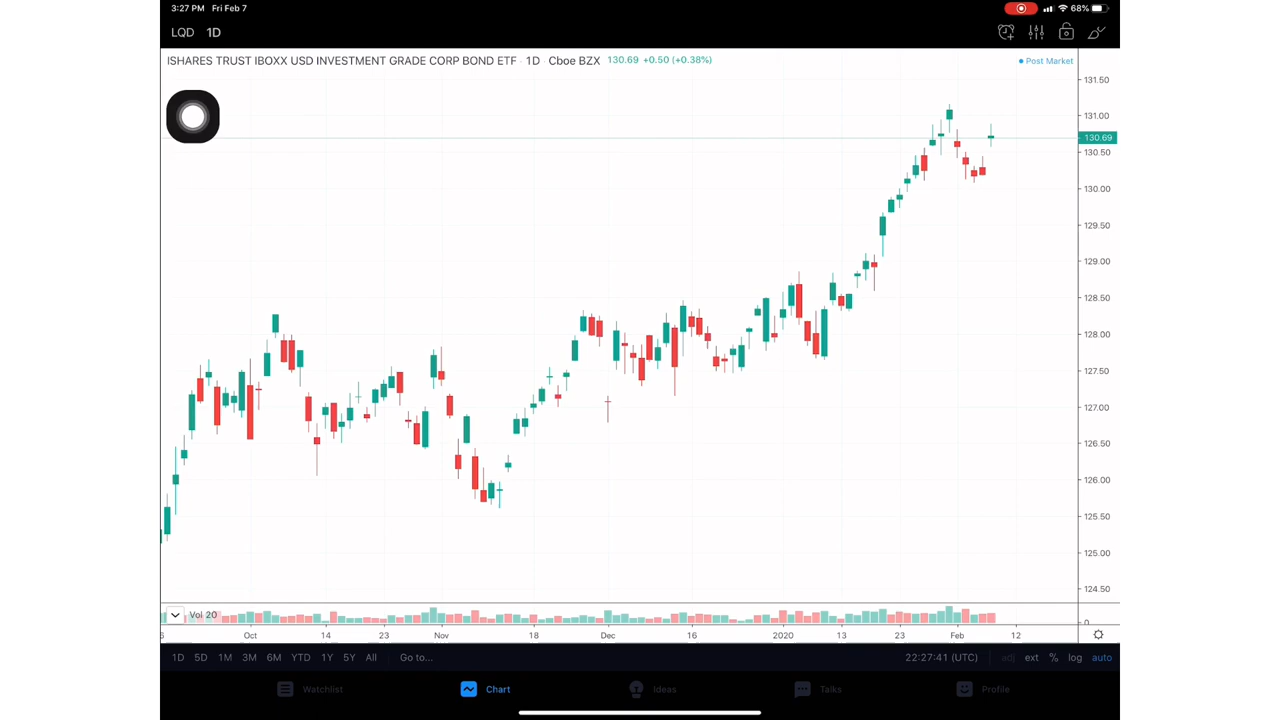 3:27 PM Fri Feb 7 68%
LQD 1D
ISHARES TRUST IBOXX USD INVESTMENT GRADE CORP BOND ETF · 1D · Cboe BZX 130.69 +0.50 (+0.38%) Post Market
131.50
131.00
130.69
130.50
130.00
129.50
129.00
128.50
128.00
127.50
127.00
126.50
126.00
125.50
125.00
124.50
Vol 20
0
6 Oct 14 23 Nov 18 Dec 16 2020 13 23 Feb 12
1D 5D 1M 3M 6M YTD 1Y 5Y All Go to... 22:27:41 (UTC) adj ext % log auto
Watchlist Chart Ideas Talks Profile